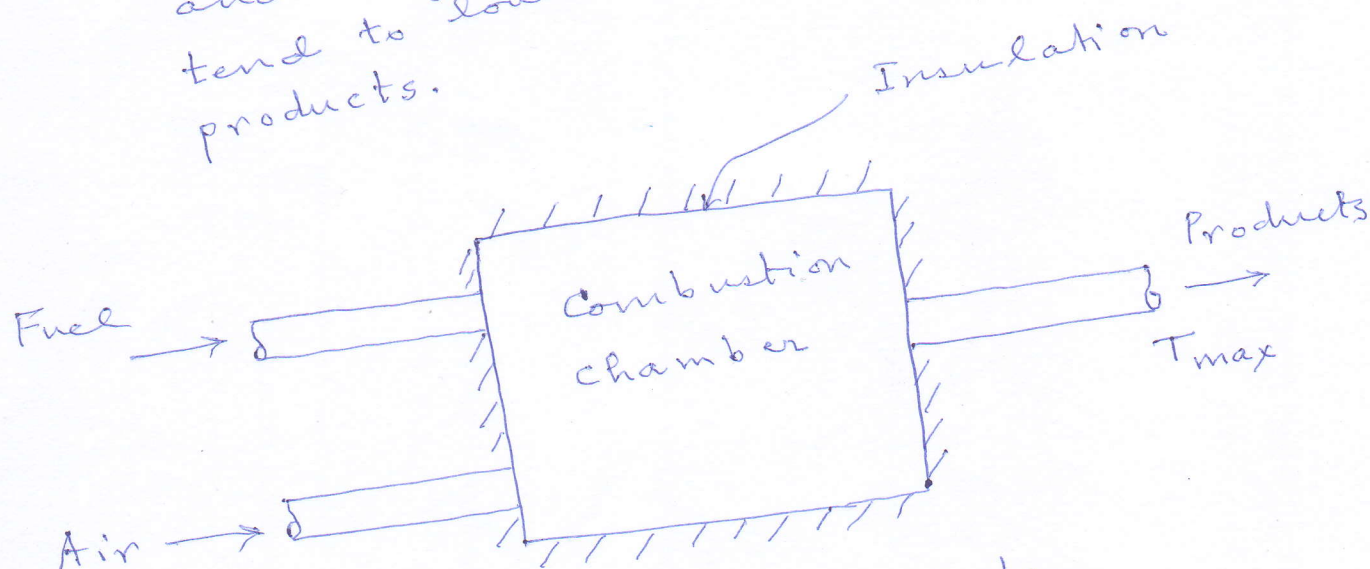 tend to
products.
Insulation
Combustion
chamber
Products
Tmax
Fuel
Air